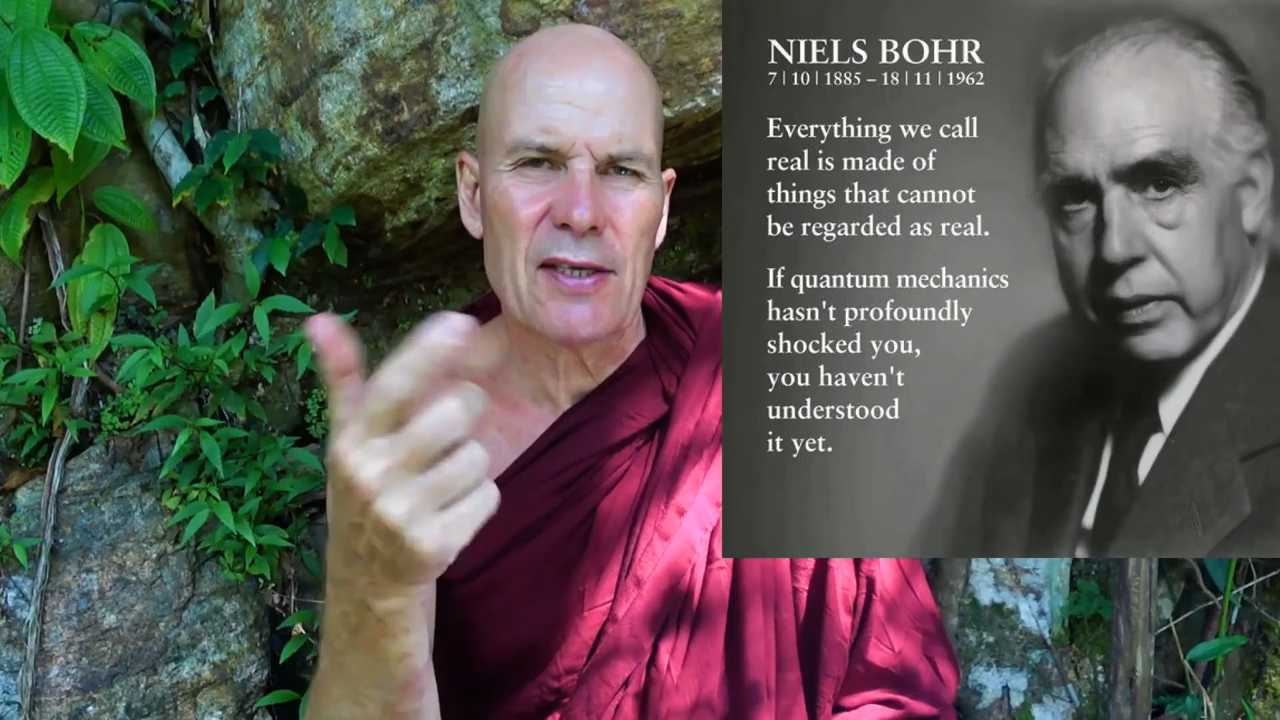 NIELS BOHR
7 | 10 | 1885 – 18 | 11 | 1962
Everything we call
real is made of
things that cannot
be regarded as real.
If quantum mechanics
hasn't profoundly
shocked you,
you haven't
understood
it yet.